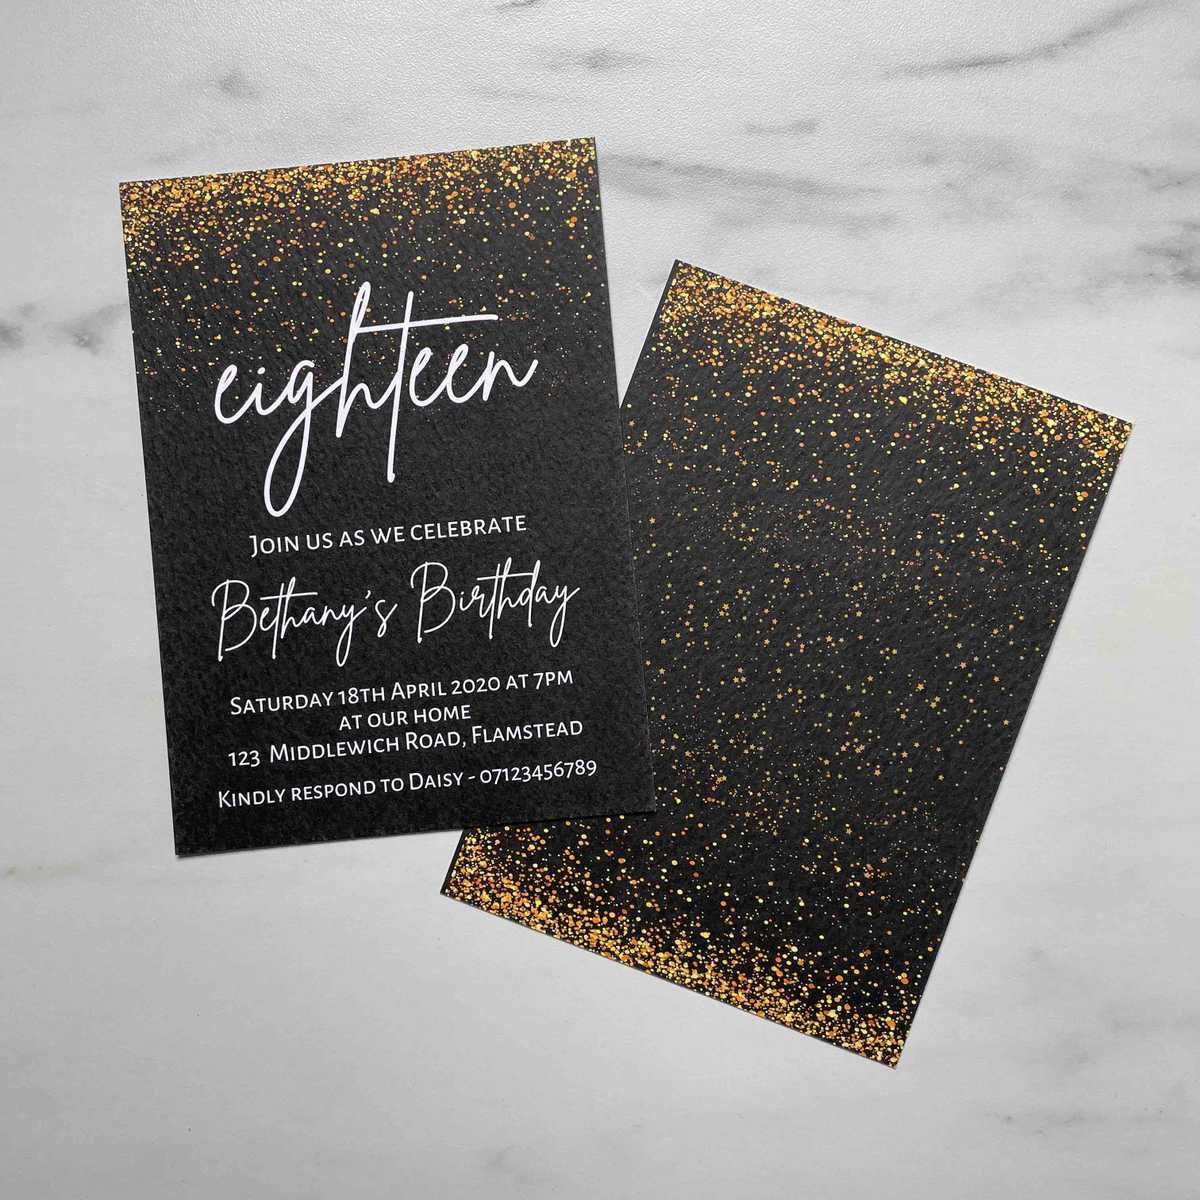 eighteen
Join us as we celebrate
Bethany's Birthday
Saturday 18th April 2020 at 7pm
at our home
123 Middlewich Road, Flamstead
Kindly respond to Daisy - 07123456789